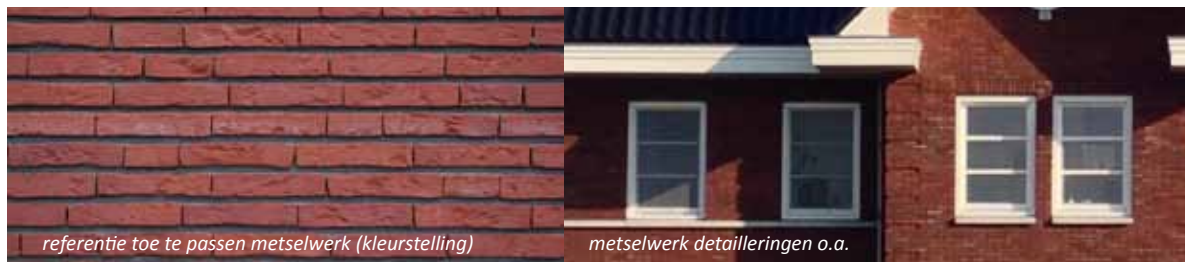 referentie toe te passen metselwerk (kleurstelling)
metselwerk detailleringen o.a.